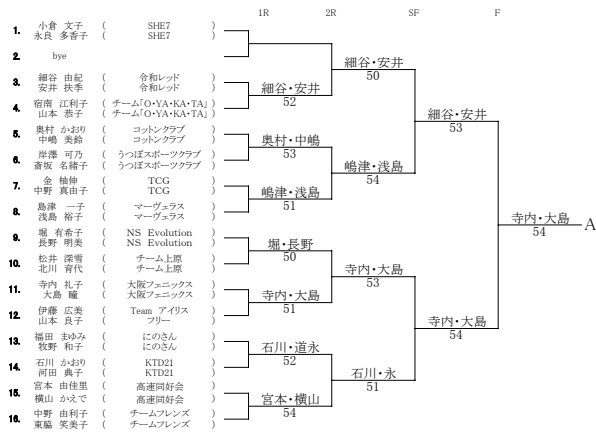 1R 2R SF F
1. 小倉 文子 ( SHE7 )
永良 多香子 ( SHE7 )
2. bye
細谷・安井
50
3. 細谷 由紀 ( 令和レッド )
安井 扶季 ( 令和レッド )
細谷・安井
52
4. 宿南 江利子 ( チーム「O・YA・KA・TA」 )
山本 恭子 ( チーム「O・YA・KA・TA」 )
細谷・安井
53
5. 奥村 かおり ( コットンクラブ )
中嶋 美鈴 ( コットンクラブ )
奥村・中嶋
53
6. 岸澤 可乃 ( うつぼスポーツクラブ )
斎坂 名緒子 ( うつぼスポーツクラブ )
嶋津・浅島
54
7. 金 柚伸 ( TCG )
中野 真由子 ( TCG )
嶋津・浅島
51
8. 島津 一子 ( マーヴェラス )
浅島 裕子 ( マーヴェラス )
寺内・大島
54
A
9. 堀 有希子 ( NS Evolution )
長野 明美 ( NS Evolution )
堀・長野
50
10. 松井 深雪 ( チーム上原 )
北川 育代 ( チーム上原 )
寺内・大島
53
11. 寺内 礼子 ( 大阪フェニックス )
大島 瞳 ( 大阪フェニックス )
寺内・大島
51
12. 伊藤 広美 ( Team アイリス )
山本 良子 ( フリー )
寺内・大島
54
13. 福田 まゆみ ( にのさん )
牧野 和子 ( にのさん )
石川・道永
52
14. 石川 かおり ( KTD21 )
河田 典子 ( KTD21 )
石川・永
51
15. 宮本 由佳里 ( 高速同好会 )
横山 かえで ( 高速同好会 )
宮本・横山
54
16. 中野 由利子 ( チームフレンズ )
東脇 笑美子 ( チームフレンズ )